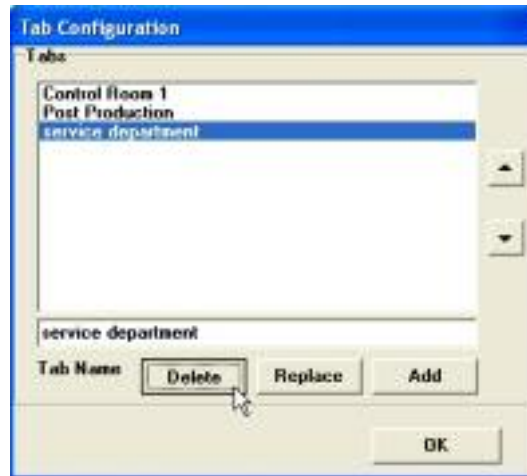 Tab Configuration
Tabs
Control Room 1
Post Production
service department
service department
Tab Name Delete Replace Add
OK